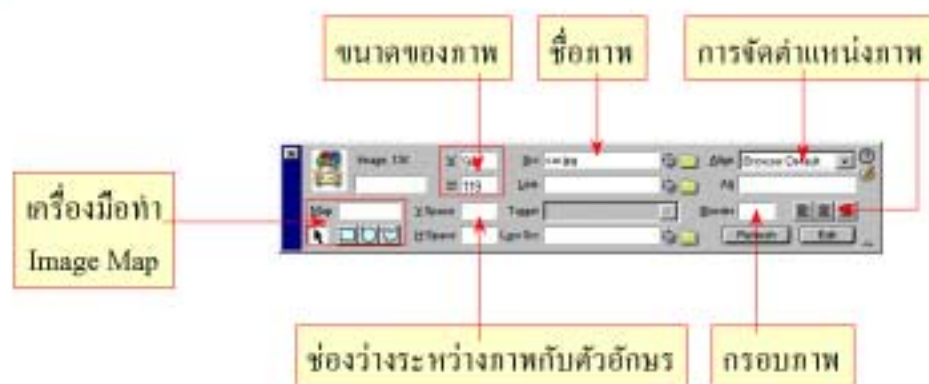 ขนาดของภาพ
ชื่อภาพ
การจัดตำแหน่งภาพ
เครื่องมือทำ
Image Map
Image, 13K
W
Src
Align Browser Default
H 119
Link
Alt
Map
V Space
Target
Border
H Space
Low Src
Refresh
Edit
ช่องว่างระหว่างภาพกับตัวอักษร
กรอบภาพ